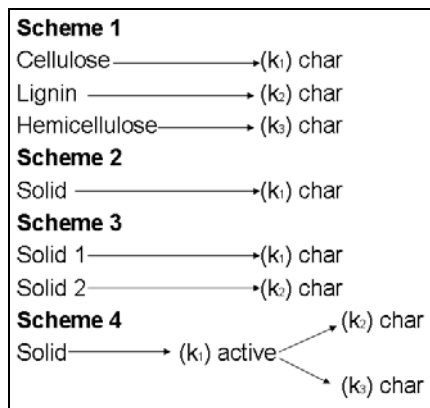 Scheme 1
Cellulose (k₁) char
Lignin (k₂) char
Hemicellulose (k₃) char
Scheme 2
Solid (k₁) char
Scheme 3
Solid 1 (k₁) char
Solid 2 (k₂) char
Scheme 4
(k₂) char
Solid (k₁) active
(k₃) char